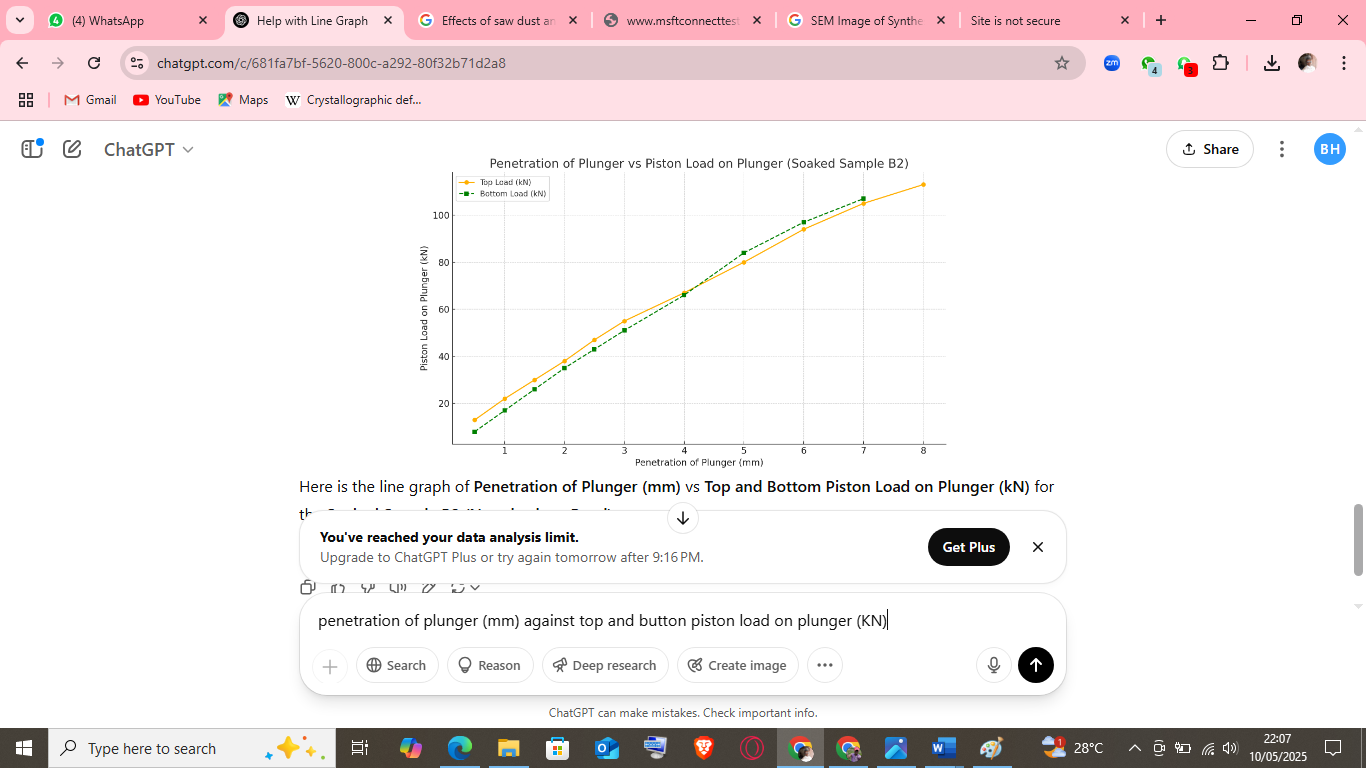 (4) WhatsApp
Help with Line Graph
Effects of saw dust an
www.msftconnecttest
SEM Image of Synthe
Site is not secure
chatgpt.com/c/681fa7bf-5620-800c-a292-80f32b71d2a8
zm
4
3
Gmail
YouTube
Maps
W
Crystallographic def...
ChatGPT
Share
BH
Penetration of Plunger vs Piston Load on Plunger (Soaked Sample B2)
Top Load (kN)
Bottom Load (kN)
Piston Load on Plunger (kN)
100
80
60
40
20
1 2 3 4 5 6 7 8
Penetration of Plunger (mm)
Here is the line graph of Penetration of Plunger (mm) vs Top and Bottom Piston Load on Plunger (kN) for
You've reached your data analysis limit.
Upgrade to ChatGPT Plus or try again tomorrow after 9:16 PM.
Get Plus
penetration of plunger (mm) against top and button piston load on plunger (KN)
Search
Reason
Deep research
Create image
ChatGPT can make mistakes. Check important info.
Type here to search
1
28°C
22:07
10/05/2025